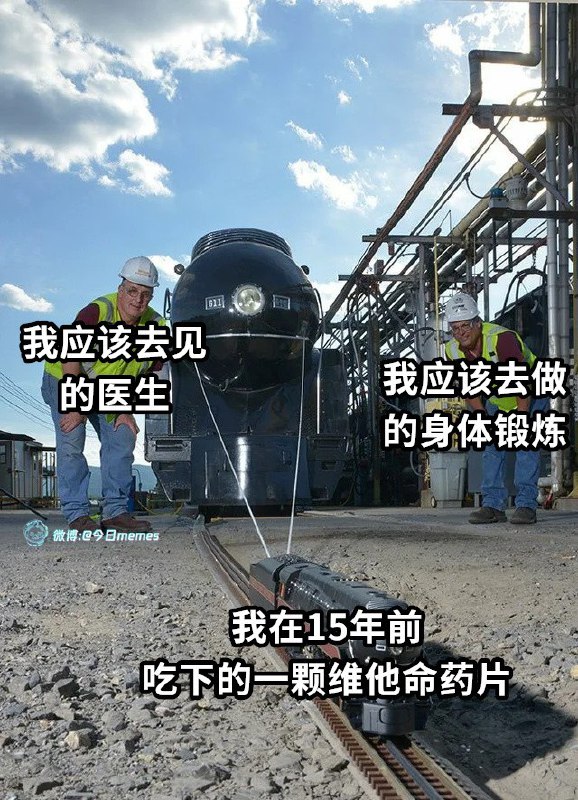 611
我应该去见
的医生
我应该去做
的身体锻炼
微博:@今日memes
我在15年前
吃下的一颗维他命药片